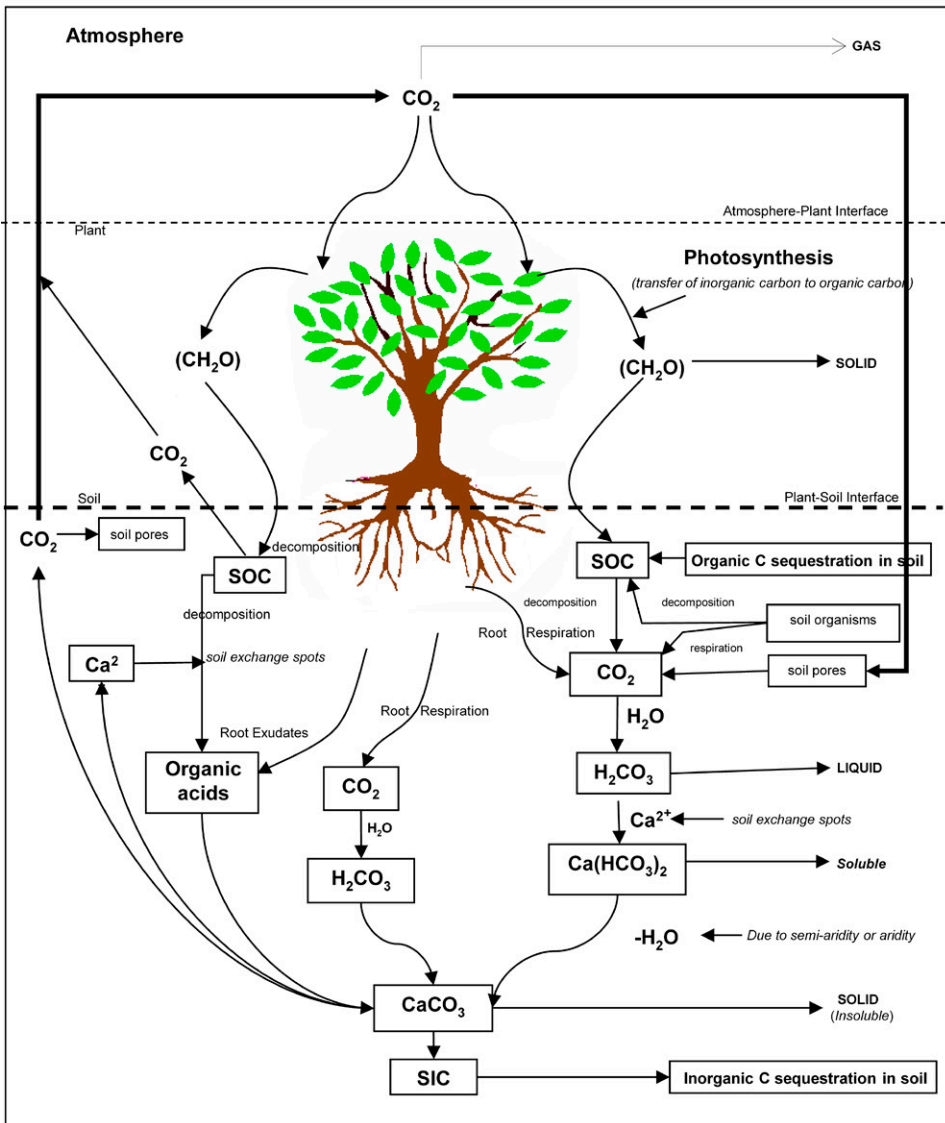 Atmosphere
GAS
CO₂
Atmosphere-Plant Interface
Plant
Photosynthesis
(transfer of inorganic carbon to organic carbon)
(CH₂O)
(CH₂O)
SOLID
CO₂
Soil
Plant-Soil Interface
CO₂
soil pores
decomposition
SOC
SOC
Organic C sequestration in soil
decomposition
decomposition
decomposition
soil organisms
Root Respiration
respiration
Ca²
soil exchange spots
CO₂
soil pores
Root Respiration
H₂O
Root Exudates
Organic
acids
CO₂
H₂CO₃
LIQUID
H₂O
Ca²⁺
soil exchange spots
H₂CO₃
Ca(HCO₃)₂
Soluble
-H₂O
Due to semi-aridity or aridity
CaCO₃
SOLID
(Insoluble)
SIC
Inorganic C sequestration in soil